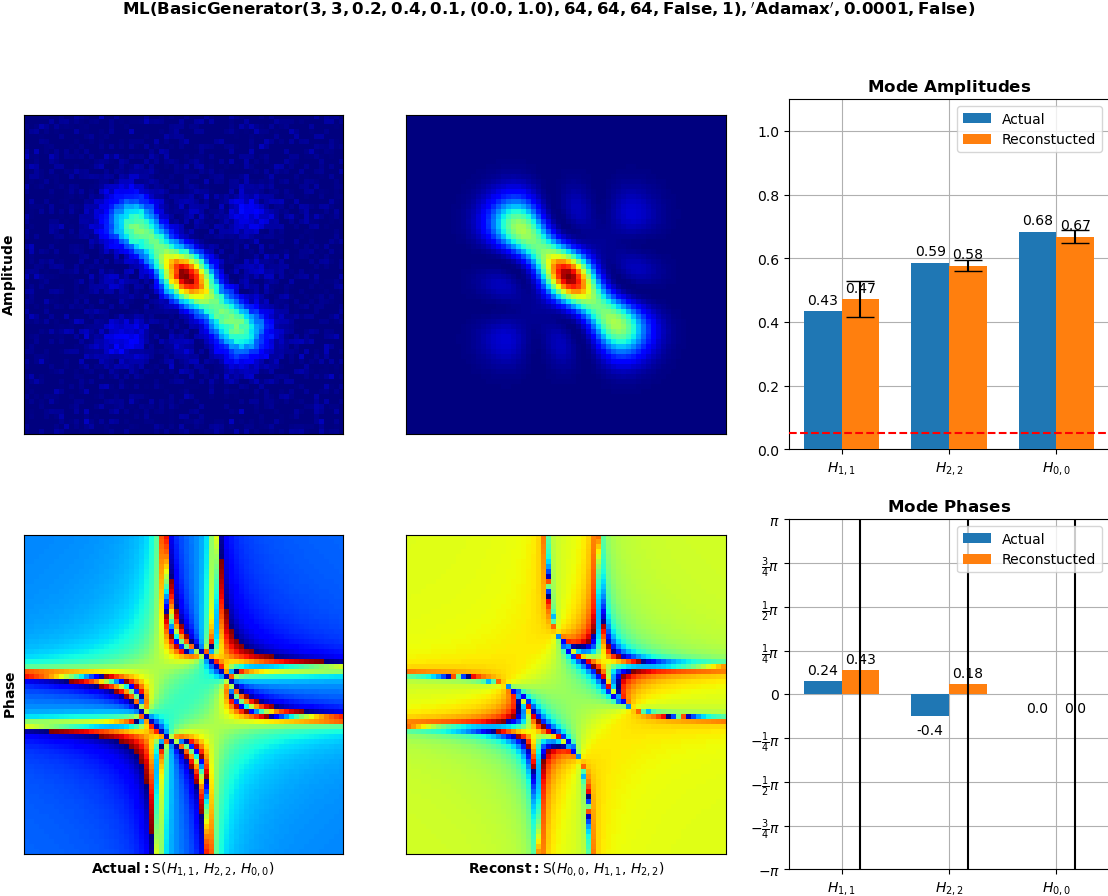 ML(BasicGenerator(3, 3, 0.2, 0.4, 0.1, (0.0, 1.0), 64, 64, 64, False, 1), ′Adamax′, 0.0001, False)
Amplitude
Mode Amplitudes
Actual
Reconstucted
1.0
0.8
0.6
0.4
0.2
0.0
0.43
0.47
0.59
0.58
0.68
0.67
H1, 1
H2, 2
H0, 0
Phase
Actual: S(H1, 1, H2, 2, H0, 0)
Reconst: S(H0, 0, H1, 1, H2, 2)
Mode Phases
Actual
Reconstucted
π
3/4π
1/2π
1/4π
0
−1/4π
−1/2π
−3/4π
−π
0.24
0.43
-0.4
0.18
0.0
0.0
H1, 1
H2, 2
H0, 0